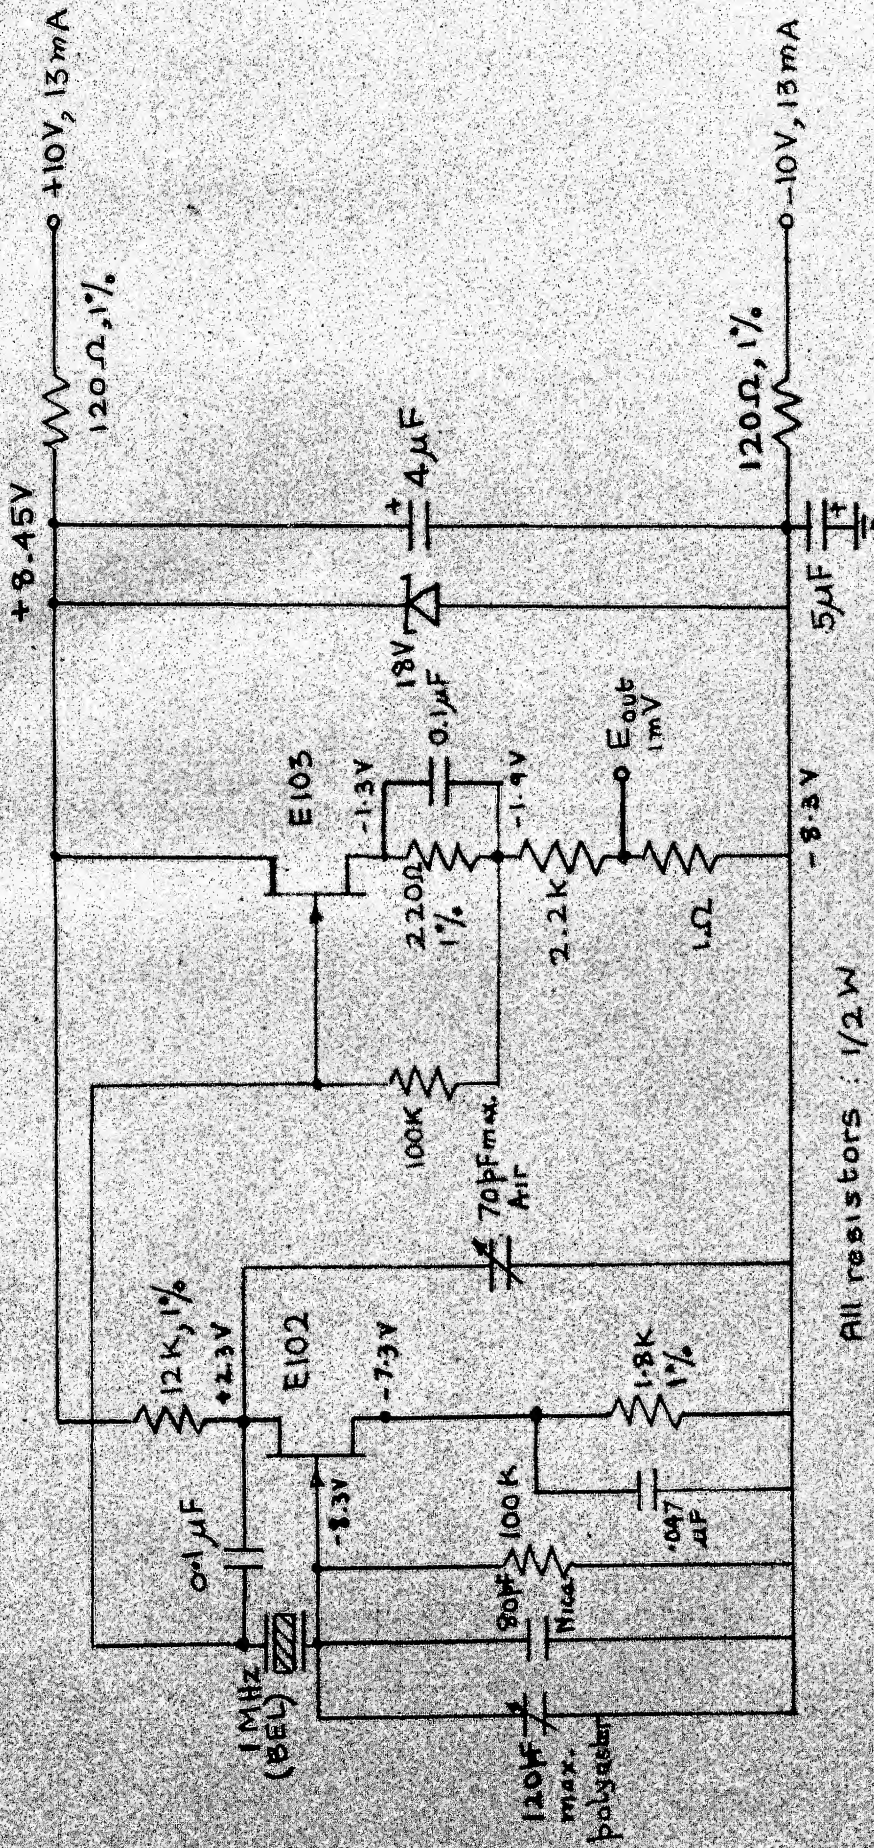 +10V, 13mA
120Ω, 1%
+8.45V
12K, 1%
+2.3V
0.1µF
1MHz
(BEL)
E102
-8.3V
-7.3V
E103
-1.3V
220Ω
1%
0.1µF
18V
4µF
+
-1.9V
100K
70pF max.
Air
2.2K
Eout
1mV
1Ω
120pF
max.
polyester
80pF
Mica
100K
.047
µF
1.8K
1%
-8.3V
5µF
+
120Ω, 1%
-10V, 13mA
All resistors : 1/2 W